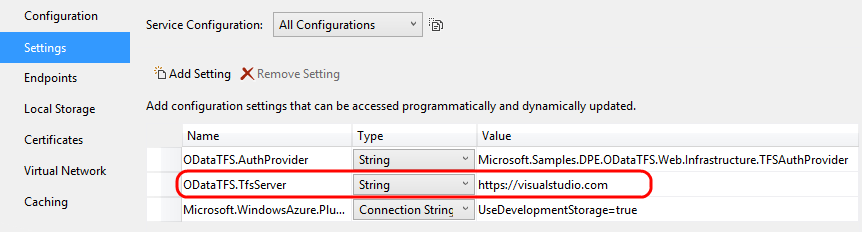 Configuration
Settings
Endpoints
Local Storage
Certificates
Virtual Network
Caching
Service Configuration: All Configurations
Add Setting Remove Setting
Add configuration settings that can be accessed programmatically and dynamically updated.
Name Type Value
ODataTFS.AuthProvider String Microsoft.Samples.DPE.ODataTFS.Web.Infrastructure.TFSAuthProvider
ODataTFS.TfsServer String https://visualstudio.com
Microsoft.WindowsAzure.Plu... Connection String UseDevelopmentStorage=true